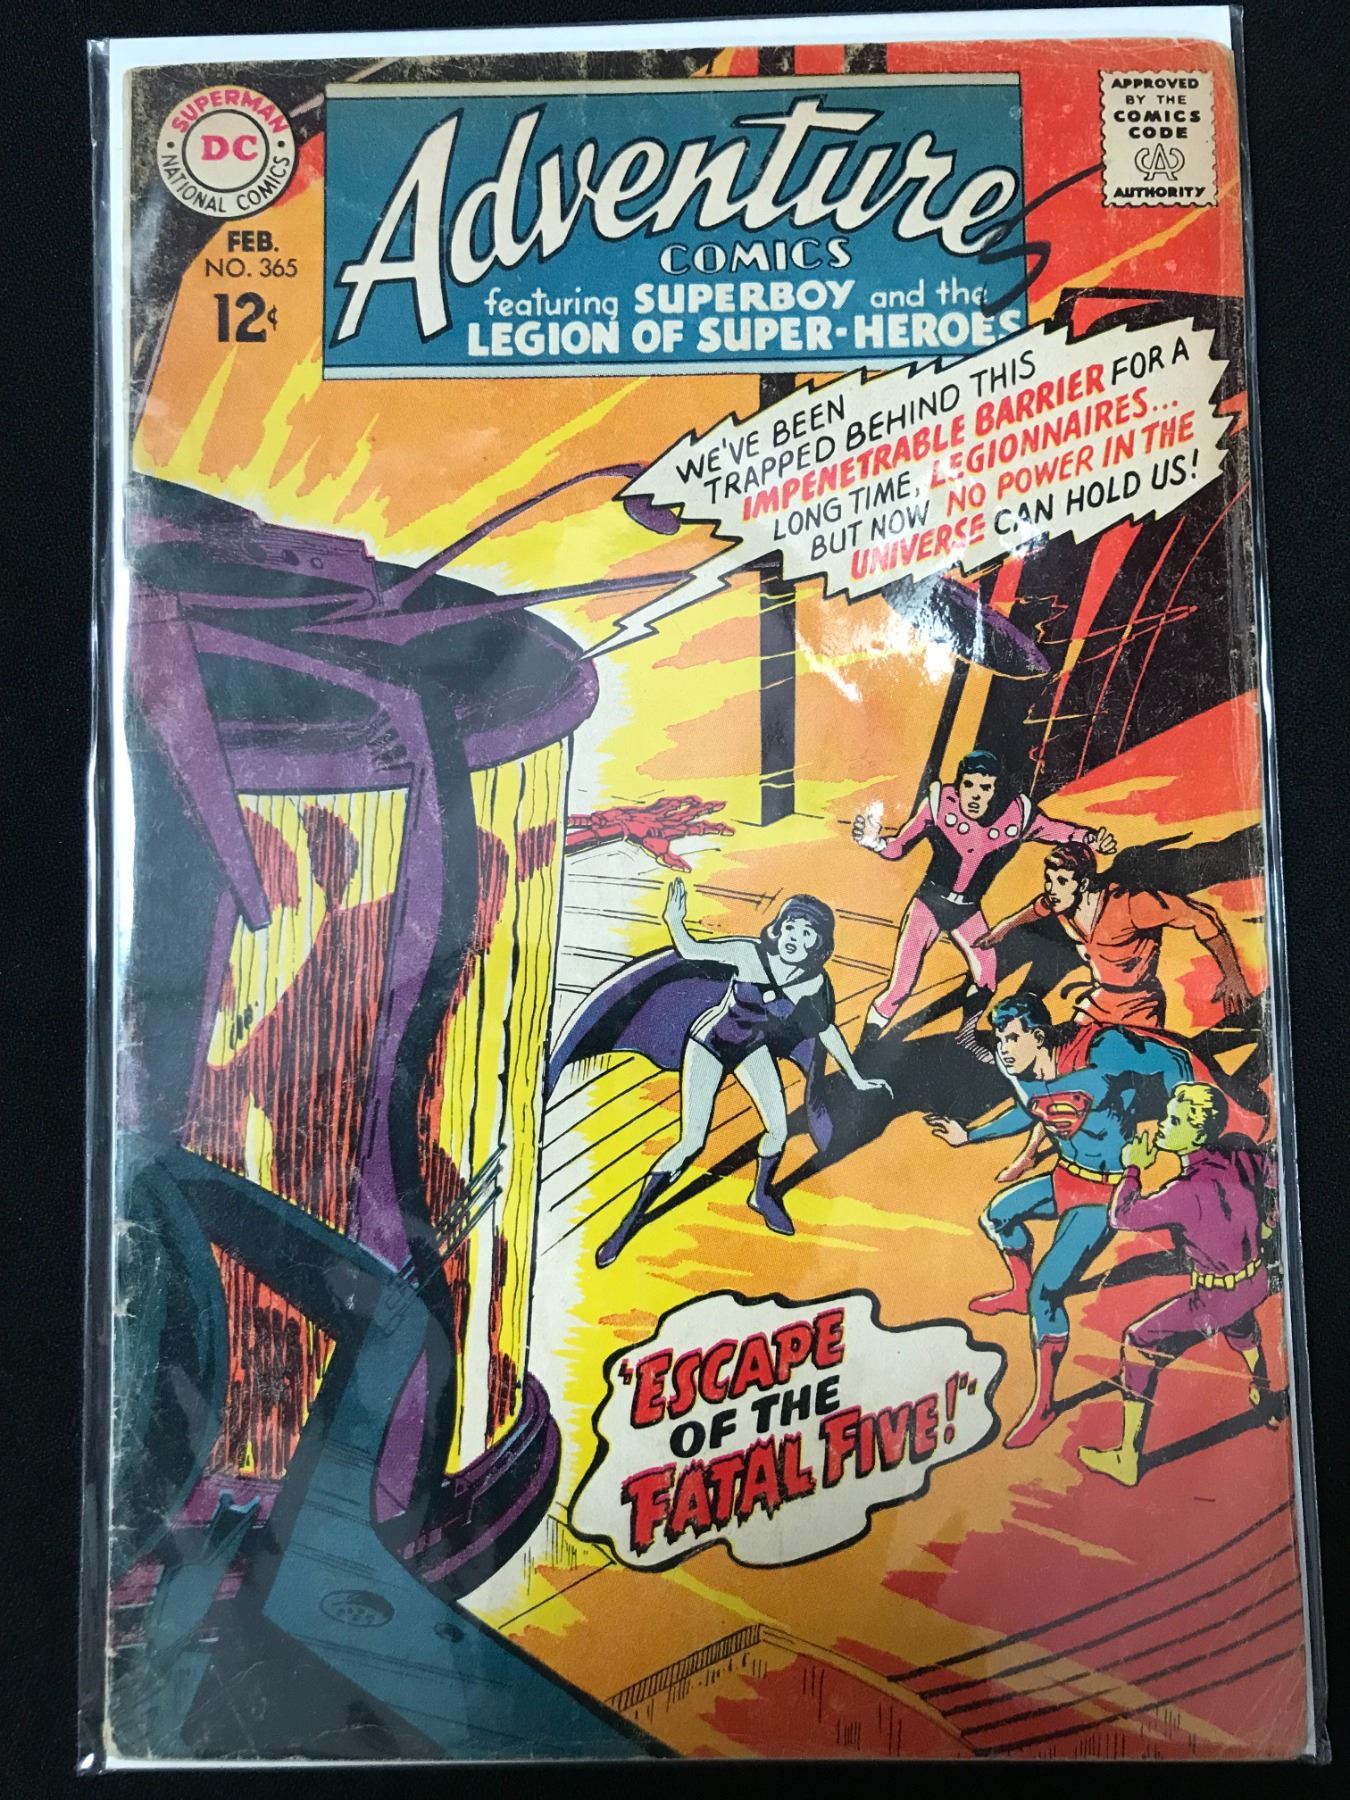 SUPERMAN
DC
NATIONAL COMICS
FEB.
NO. 365
12¢
Adventure
COMICS
featuring SUPERBOY and the
LEGION OF SUPER-HEROES
APPROVED
BY THE
COMICS
CODE
CA
AUTHORITY
WE'VE BEEN
TRAPPED BEHIND THIS
IMPENETRABLE BARRIER FOR A
LONG TIME, LEGIONNAIRES...
BUT NOW NO POWER IN THE
UNIVERSE CAN HOLD US!
S
"ESCAPE
OF THE
FATAL FIVE!"